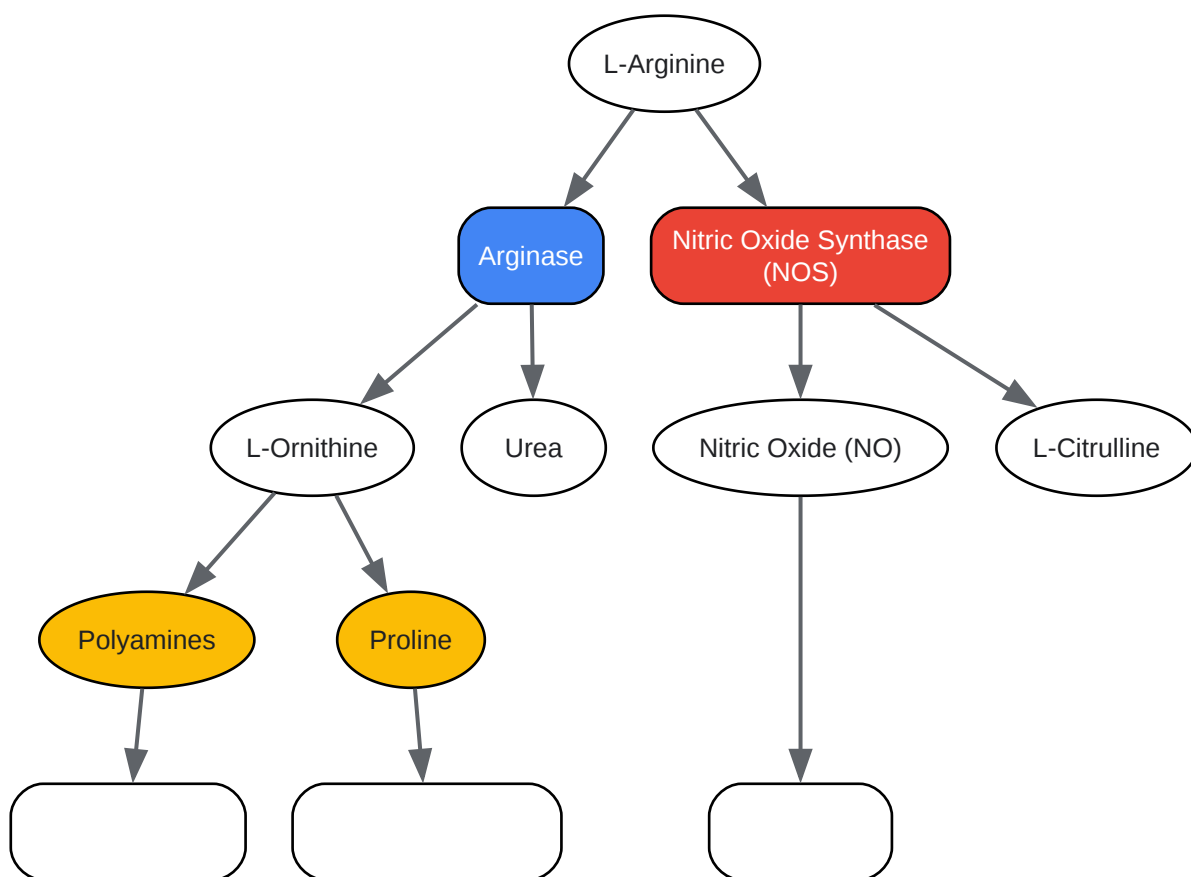 L-Arginine
Arginase
Nitric Oxide Synthase
(NOS)
L-Ornithine
Urea
Nitric Oxide (NO)
L-Citrulline
Polyamines
Proline